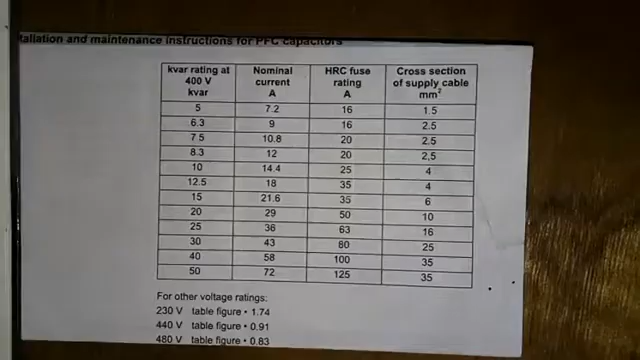 tallation and maintenance instructions for PFC capacitors
kvar rating at 400 V kvar Nominal current A HRC fuse rating A Cross section of supply cable mm²
5 7.2 16 1.5
6.3 9 16 2.5
7.5 10.8 20 2.5
8.3 12 20 2,5
10 14.4 25 4
12.5 18 35 4
15 21.6 35 6
20 29 50 10
25 36 63 16
30 43 80 25
40 58 100 35
50 72 125 35
For other voltage ratings:
230 V table figure • 1.74
440 V table figure • 0.91
480 V table figure • 0.83